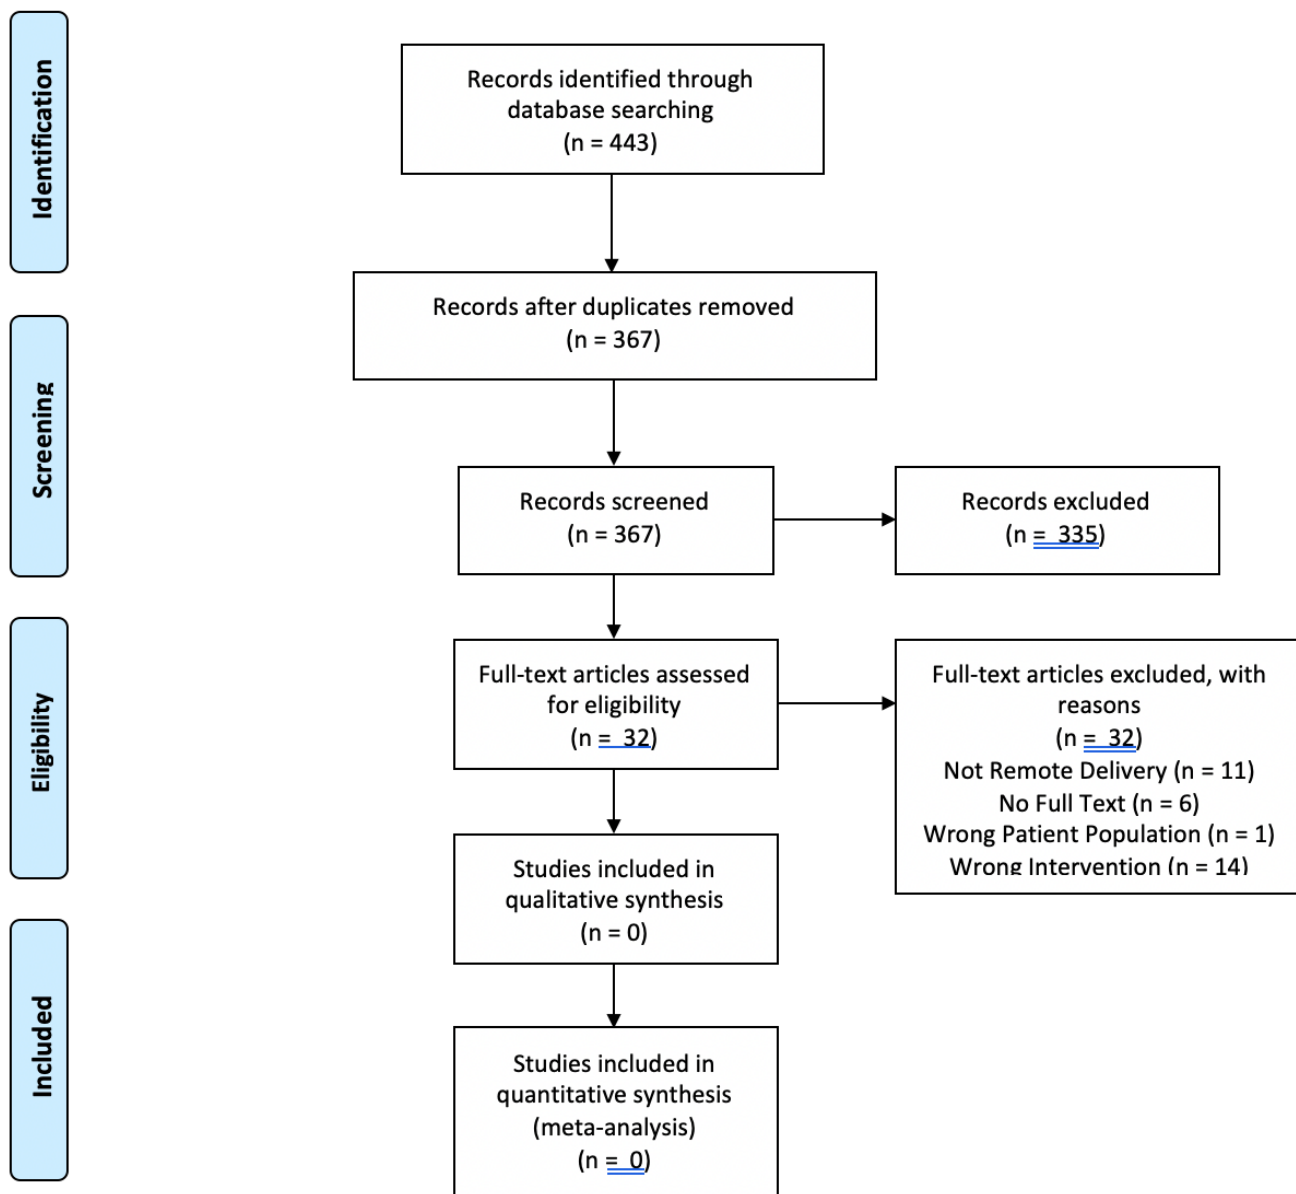 Identification
Records identified through
database searching
(n = 443)
Records after duplicates removed
(n = 367)
Screening
Records screened
(n = 367)
Records excluded
(n = 335)
Eligibility
Full-text articles assessed
for eligibility
(n = 32)
Full-text articles excluded, with
reasons
(n = 32)
Not Remote Delivery (n = 11)
No Full Text (n = 6)
Wrong Patient Population (n = 1)
Wrong Intervention (n = 14)
Studies included in
qualitative synthesis
(n = 0)
Included
Studies included in
quantitative synthesis
(meta-analysis)
(n = 0)